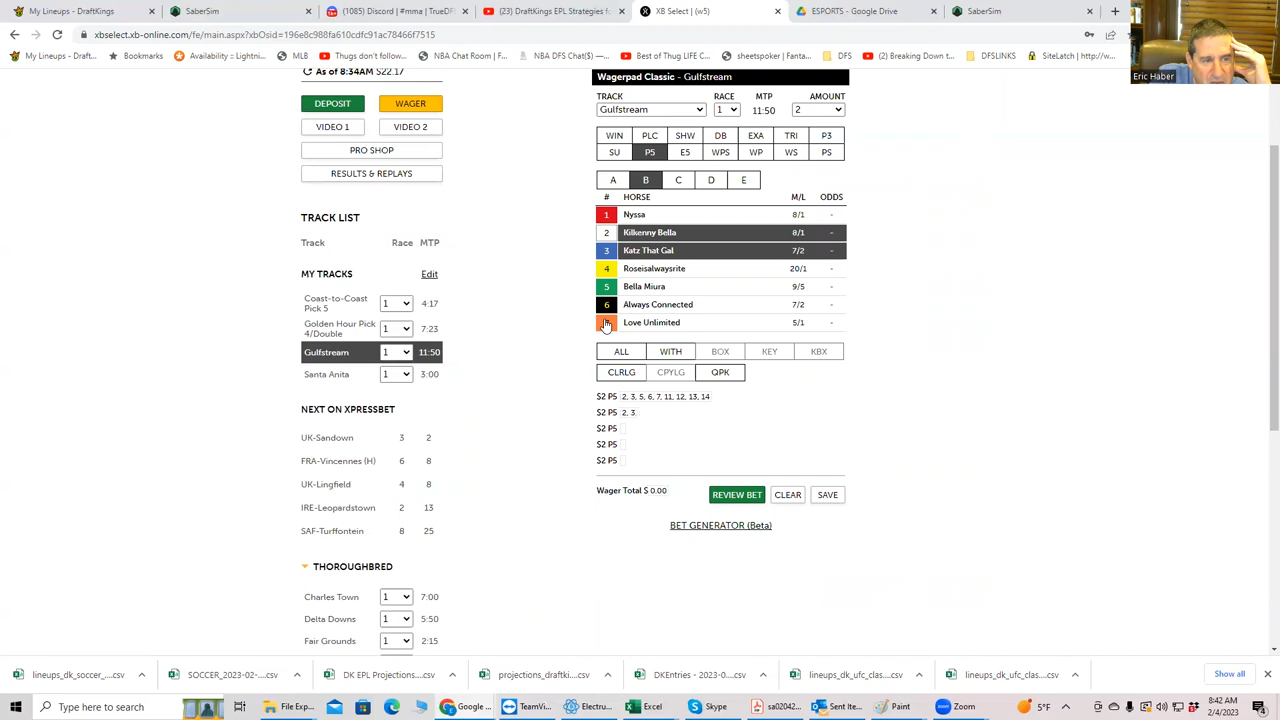 My Lineups - DraftKings
SaberSim
(1085) Discord | #mma | TrueDF
(23) DraftKings EPL Strategies fo
XB Select | (w5)
ESPORTS - Google Drive
SaberSim
xbselect.xb-online.com/fe/main.aspx?xbOsid=196e8c968a610cdfc91ac78466f7531
My Lineups - Draft...
Bookmarks
Availability :: Lightni...
MLB
Thugs don't follow...
NBA Chat Room | F...
NBA DFS Chat(s)...
Best of Thug LIFE C...
sheetspoker | Fanta...
DFS
(2) Breaking Down t...
DFSLINKS
SiteLatch | http://w...
Eric Haber
As of 8:34AM $22.17
DEPOSIT
WAGER
VIDEO 1
VIDEO 2
PRO SHOP
RESULTS & REPLAYS
TRACK LIST
Track Race MTP
MY TRACKS Edit
Coast-to-Coast
Pick 5 1 4:17
Golden Hour Pick
4/Double 1 7:23
Gulfstream 1 11:50
Santa Anita 1 3:00
NEXT ON XPRESSBET
UK-Sandown 3 2
FRA-Vincennes (H) 6 8
UK-Lingfield 4 8
IRE-Leopardstown 2 13
SAF-Turffontein 8 25
THOROUGHBRED
Charles Town 1 7:00
Delta Downs 1 5:50
Fair Grounds 1 2:15
Wagerpad Classic - Gulfstream
TRACK RACE MTP AMOUNT
Gulfstream 1 11:50 2
WIN PLC SHW DB EXA TRI P3
SU P5 E5 WPS WP WS PS
A B C D E
# HORSE M/L ODDS
1 Nyssa 8/1 -
2 Kilkenny Bella 8/1 -
3 Katz That Gal 7/2 -
4 Roseisalwaysrite 20/1 -
5 Bella Miura 9/5 -
6 Always Connected 7/2 -
Love Unlimited 5/1 -
ALL WITH BOX KEY KBX
CLRLG CPYLG QPK
$2 P5 2, 3, 5, 6, 7, 11, 12, 13, 14
$2 P5 2, 3
$2 P5
$2 P5
$2 P5
Wager Total $ 0.00 REVIEW BET CLEAR SAVE
BET GENERATOR (Beta)
lineups_dk_soccer_....csv
SOCCER_2023-02-....csv
DK EPL Projections....csv
projections_draftki....csv
DKEntries - 2023-0....csv
lineups_dk_ufc_clas....csv
lineups_dk_ufc_clas....csv
Show all
Type here to search
File Exp...
Google ...
TeamVi...
Electru...
Excel
Skype
sa02042...
Sent Ite...
Paint
Zoom
50°F
8:42 AM
2/4/2023